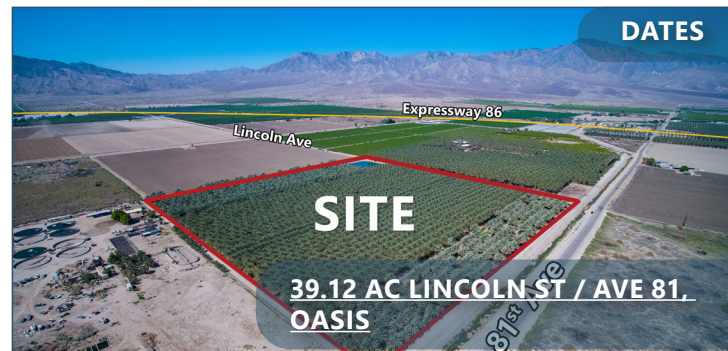 DATES
Expressway 86
Lincoln Ave
SITE
39.12 AC LINCOLN ST / AVE 81,
OASIS
81st Ave